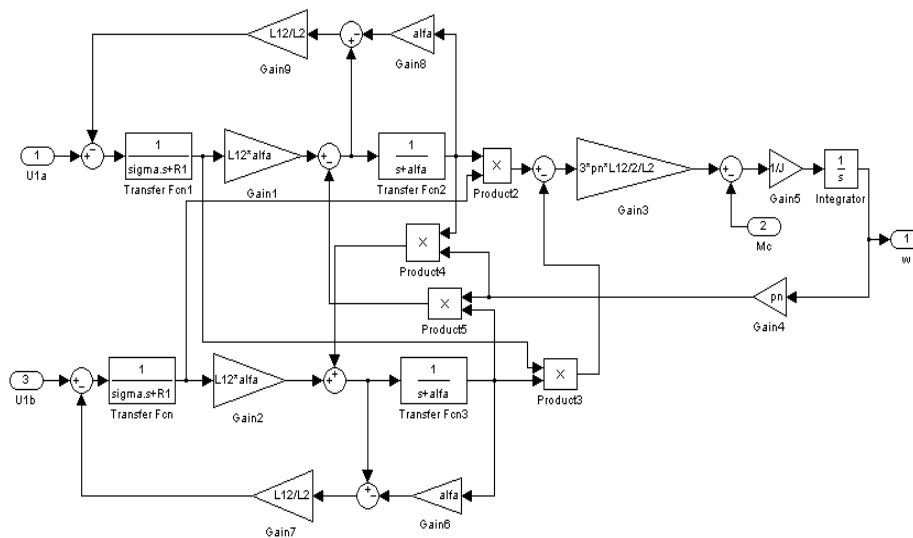 L12/L2
Gain9
alfa
Gain8
1
U1a
1
sigma.s+R1
Transfer Fcn1
L12*alfa
Gain1
1
s+alfa
Transfer Fcn2
×
Product2
3*pn*L12/2/L2
Gain3
2
Mc
1/J
Gain5
1
s
Integrator
1
w
×
Product4
×
Product5
pn
Gain4
3
U1b
1
sigma.s+R1
Transfer Fcn
L12*alfa
Gain2
1
s+alfa
Transfer Fcn3
×
Product3
L12/L2
Gain7
alfa
Gain6